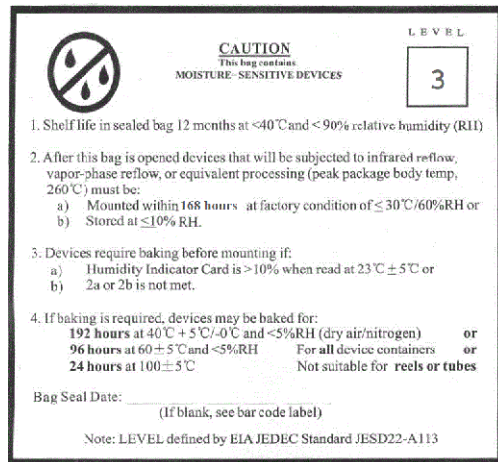 LEVEL
3
CAUTION
This bag contains
MOISTURE-SENSITIVE DEVICES
1. Shelf life in sealed bag 12 months at <40℃and < 90% relative humidity (RH)
2. After this bag is opened devices that will be subjected to infrared reflow,
vapor-phase reflow, or equivalent processing (peak package body temp,
260℃) must be:
a) Mounted within 168 hours at factory condition of ≤ 30℃/60%RH or
b) Stored at ≤10% RH.
3. Devices require baking before mounting if:
a) Humidity Indicator Card is >10% when read at 23℃ ± 5℃ or
b) 2a or 2b is not met.
4. If baking is required, devices may be baked for:
192 hours at 40℃ + 5℃/-0℃ and <5%RH (dry air/nitrogen) or
96 hours at 60±5℃and <5%RH For all device containers or
24 hours at 100±5℃ Not suitable for reels or tubes
Bag Seal Date:
(If blank, see bar code label)
Note: LEVEL defined by EIA JEDEC Standard JESD22-A113